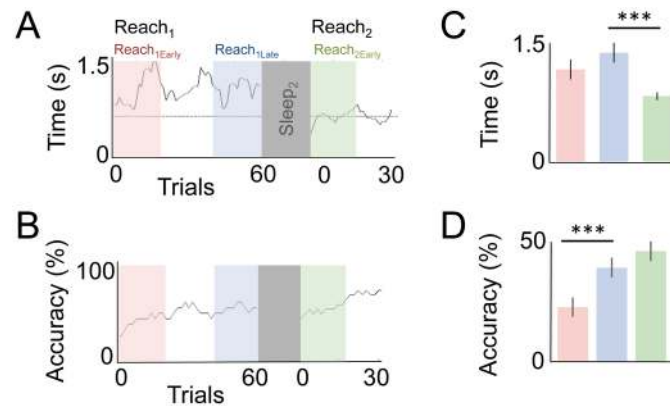 A
Reach1
Reach2
Reach1Early
Reach1Late
Reach2Early
Time (s)
1.5
0
Sleep2
0
60
0
30
Trials
B
Accuracy (%)
100
0
0
60
0
30
Trials
C
***
Time (s)
1.5
0
D
***
Accuracy (%)
50
0